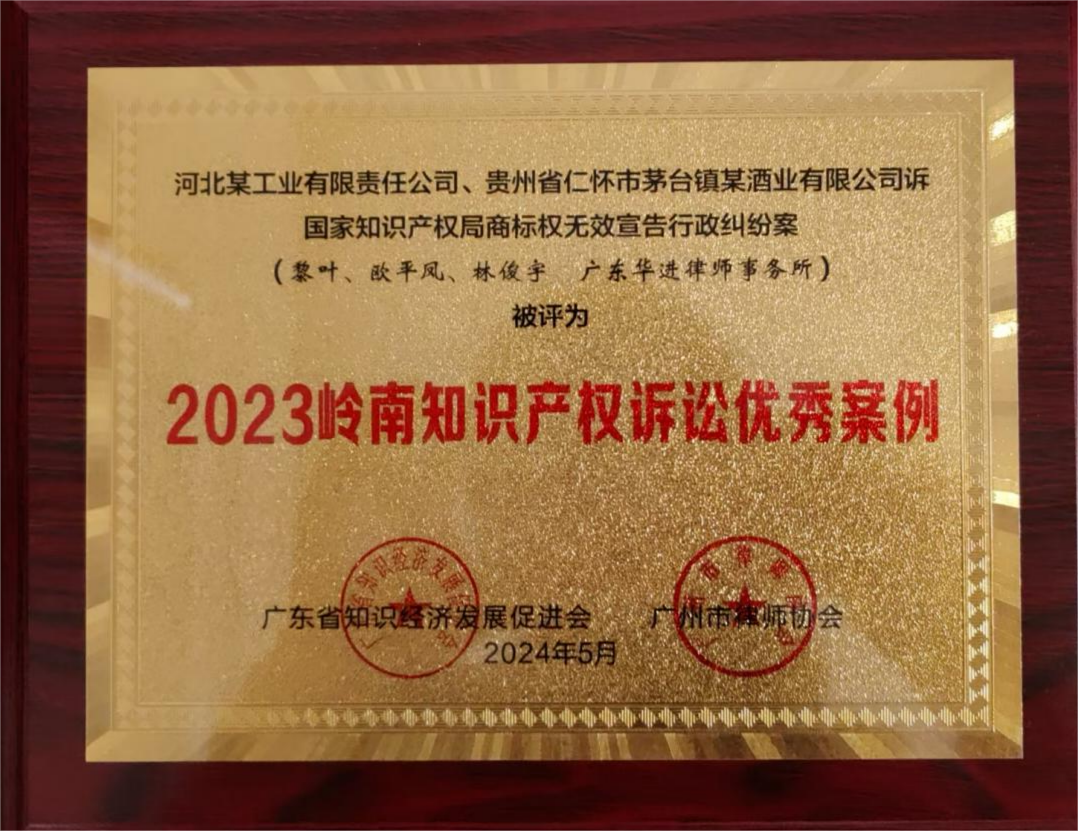 河北某工业有限责任公司、贵州省仁怀市茅台镇某酒业有限公司诉
国家知识产权局商标权无效宣告行政纠纷案
（黎叶、欧平凤、林俊宇　广东华进律师事务所）
被评为
2023岭南知识产权诉讼优秀案例
广东省知识经济发展促进会　广州市律师协会
2024年5月